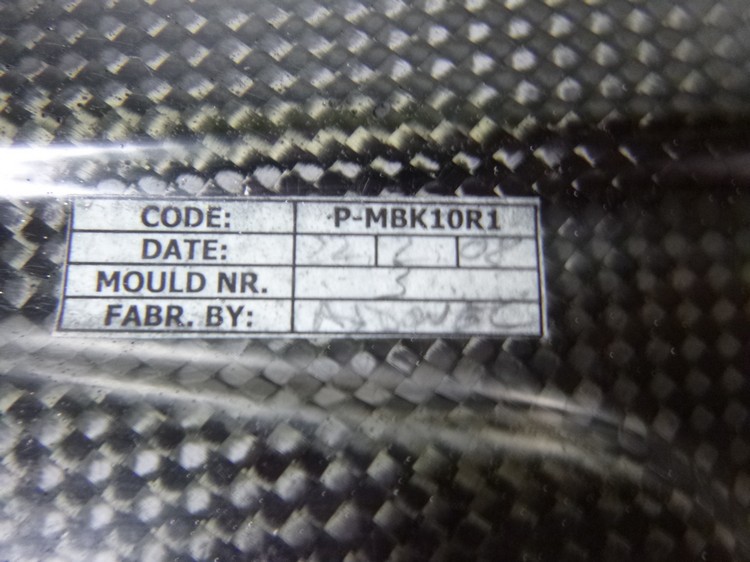 CODE: P-MBK10R1
DATE: 22 2 08
MOULD NR. 3
FABR. BY: